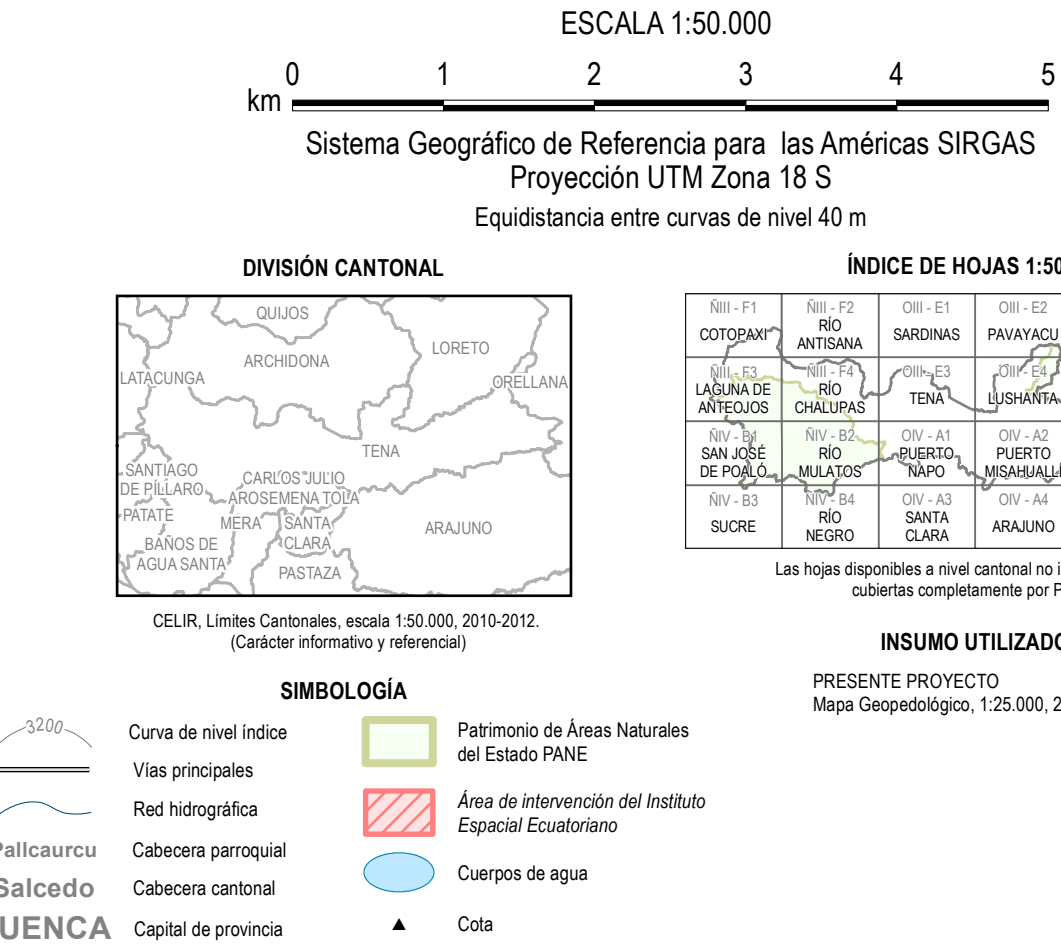 ESCALA 1:50.000
0 1 2 3 4 5
km
Sistema Geográfico de Referencia para las Américas SIRGAS
Proyección UTM Zona 18 S
Equidistancia entre curvas de nivel 40 m
DIVISIÓN CANTONAL
QUIJOS
LORETO
ARCHIDONA
LATACUNGA
ORELLANA
TENA
SANTIAGO
DE PÍLLARO
CARLOS JULIO
AROSEMENA TOLA
PATATE
MERA
SANTA
CLARA
ARAJUNO
BAÑOS DE
AGUA SANTA
PASTAZA
CELIR, Límites Cantonales, escala 1:50.000, 2010-2012.
(Carácter informativo y referencial)
ÍNDICE DE HOJAS 1:50
ÑIII - F1 ÑIII - F2 OIII - E1 OIII - E2
COTOPAXI RÍO ANTISANA SARDINAS PAVAYACU
ÑIII - F3 ÑIII - F4 OIII - E3 OIII - E4
LAGUNA DE ANTEOJOS RÍO CHALUPAS TENA LUSHANTA
ÑIV - B1 ÑIV - B2 OIV - A1 OIV - A2
SAN JOSÉ DE POALÓ RÍO MULATOS PUERTO NAPO PUERTO MISAHUALLÍ
ÑIV - B3 ÑIV - B4 OIV - A3 OIV - A4
SUCRE RÍO NEGRO SANTA CLARA ARAJUNO
Las hojas disponibles a nivel cantonal no i
cubiertas completamente por P
INSUMO UTILIZADO
PRESENTE PROYECTO
Mapa Geopedológico, 1:25.000, 2
SIMBOLOGÍA
3200
Curva de nivel índice
Vías principales
Red hidrográfica
Pallcaurcu Cabecera parroquial
Salcedo Cabecera cantonal
UENCA Capital de provincia
Patrimonio de Áreas Naturales
del Estado PANE
Área de intervención del Instituto
Espacial Ecuatoriano
Cuerpos de agua
Cota